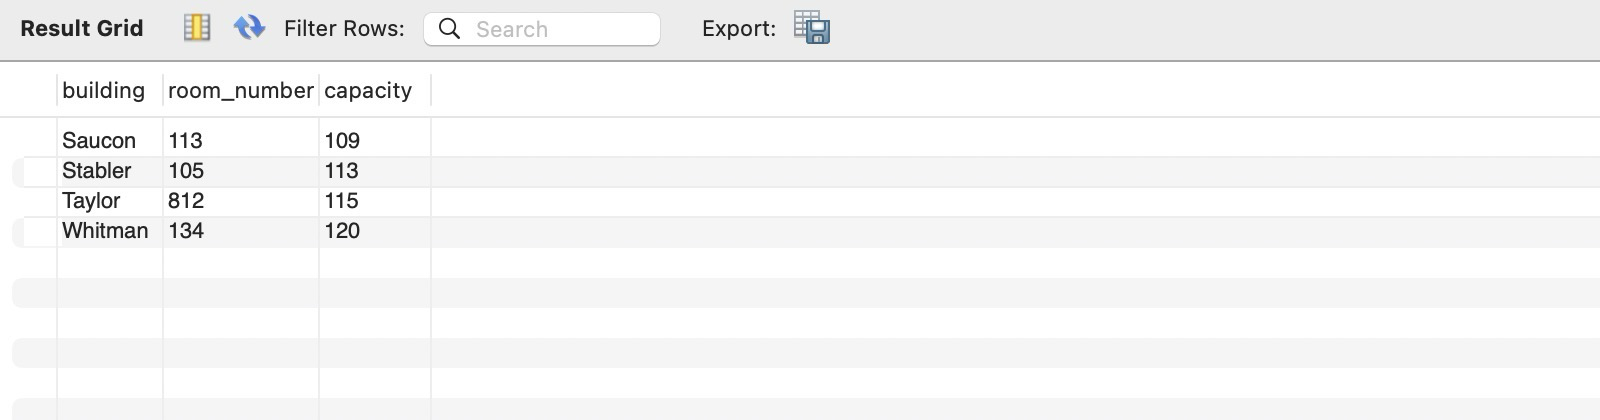 Result Grid Filter Rows: Search Export:
building room_number capacity
Saucon 113 109
Stabler 105 113
Taylor 812 115
Whitman 134 120